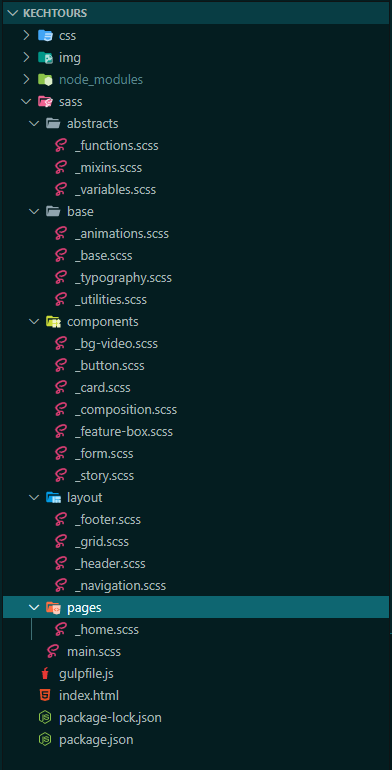 KECHTOURS
css
img
node_modules
sass
abstracts
_functions.scss
_mixins.scss
_variables.scss
base
_animations.scss
_base.scss
_typography.scss
_utilities.scss
components
_bg-video.scss
_button.scss
_card.scss
_composition.scss
_feature-box.scss
_form.scss
_story.scss
layout
_footer.scss
_grid.scss
_header.scss
_navigation.scss
pages
_home.scss
main.scss
gulpfile.js
index.html
package-lock.json
package.json